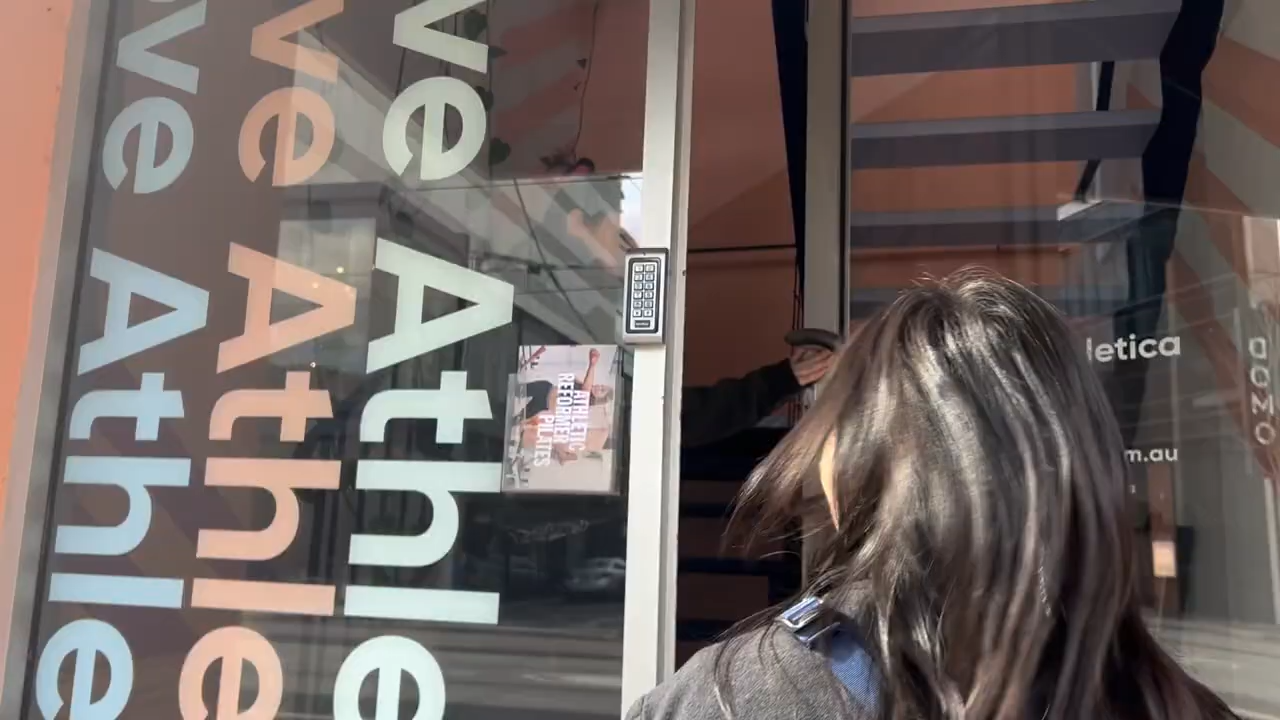 ve Athle
ve Athle
ve Athle
ATHLETIC
REFORMER
PILATES
letica
m.au